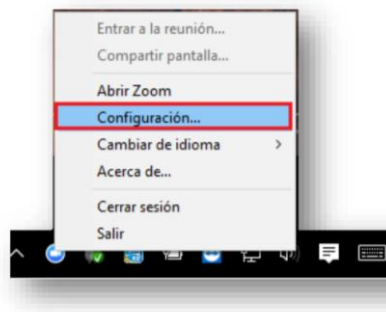 Entrar a la reunión...
Compartir pantalla...
Abrir Zoom
Configuración...
Cambiar de idioma
Acerca de...
Cerrar sesión
Salir